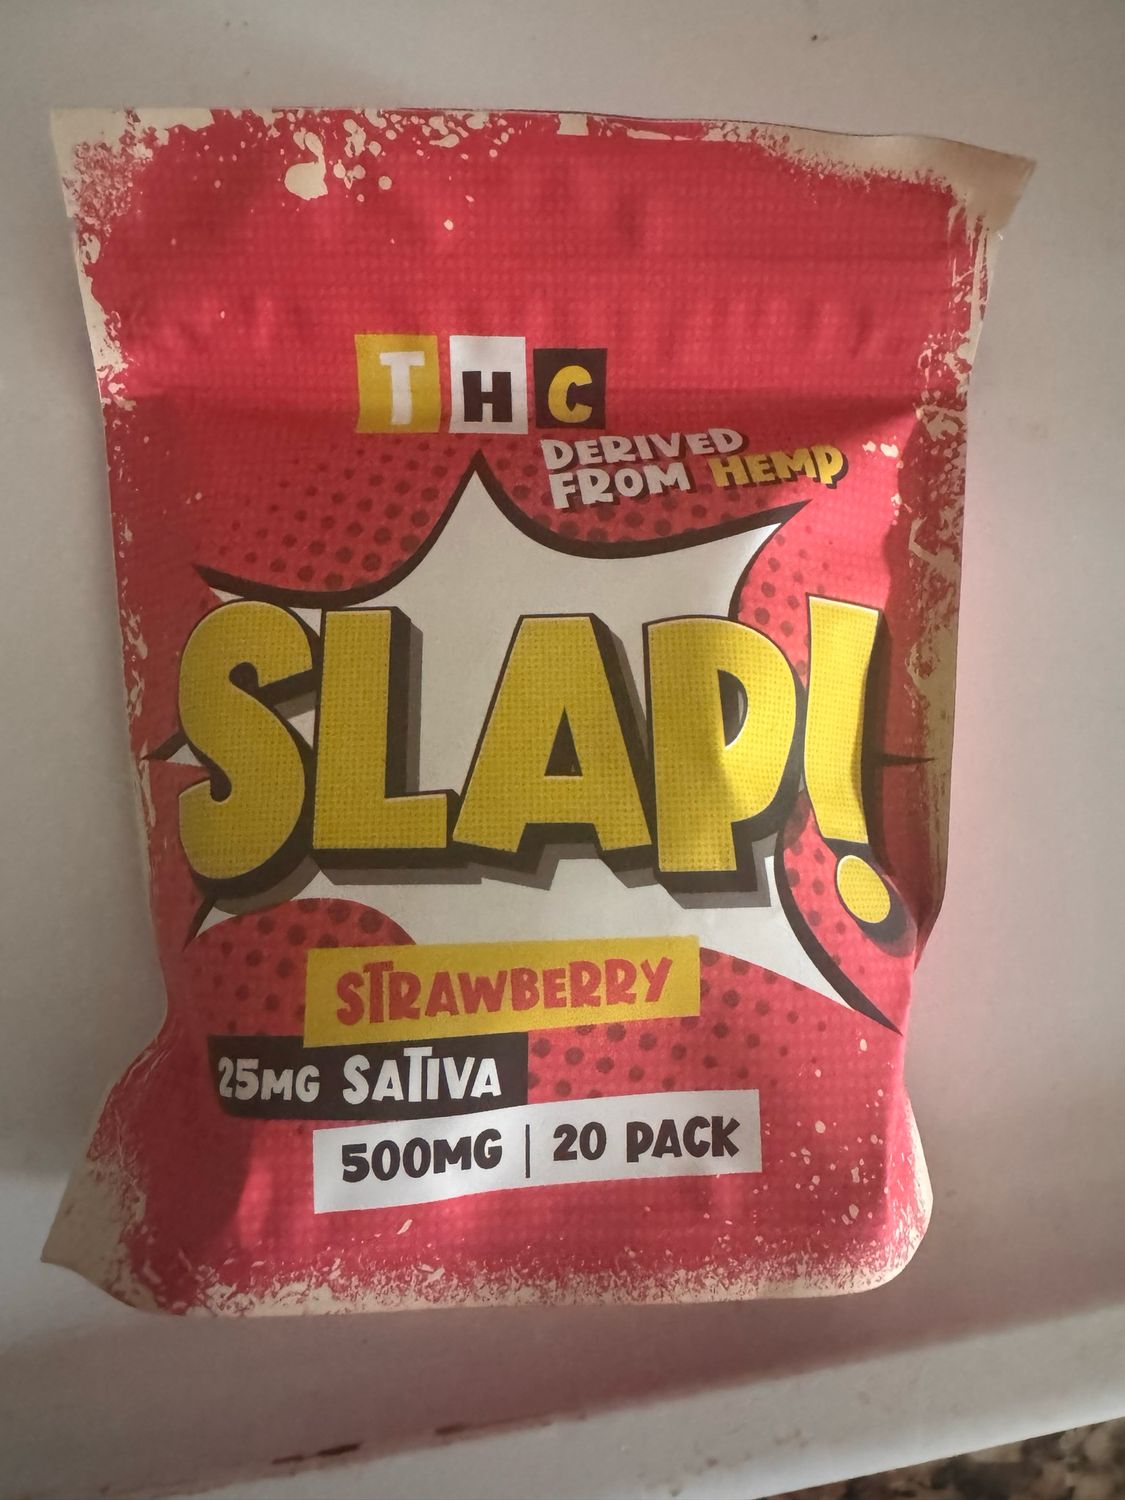 THC
DERIVED
FROM HEMP
SLAP!
STRAWBERRY
25MG SATIVA
500MG | 20 PACK